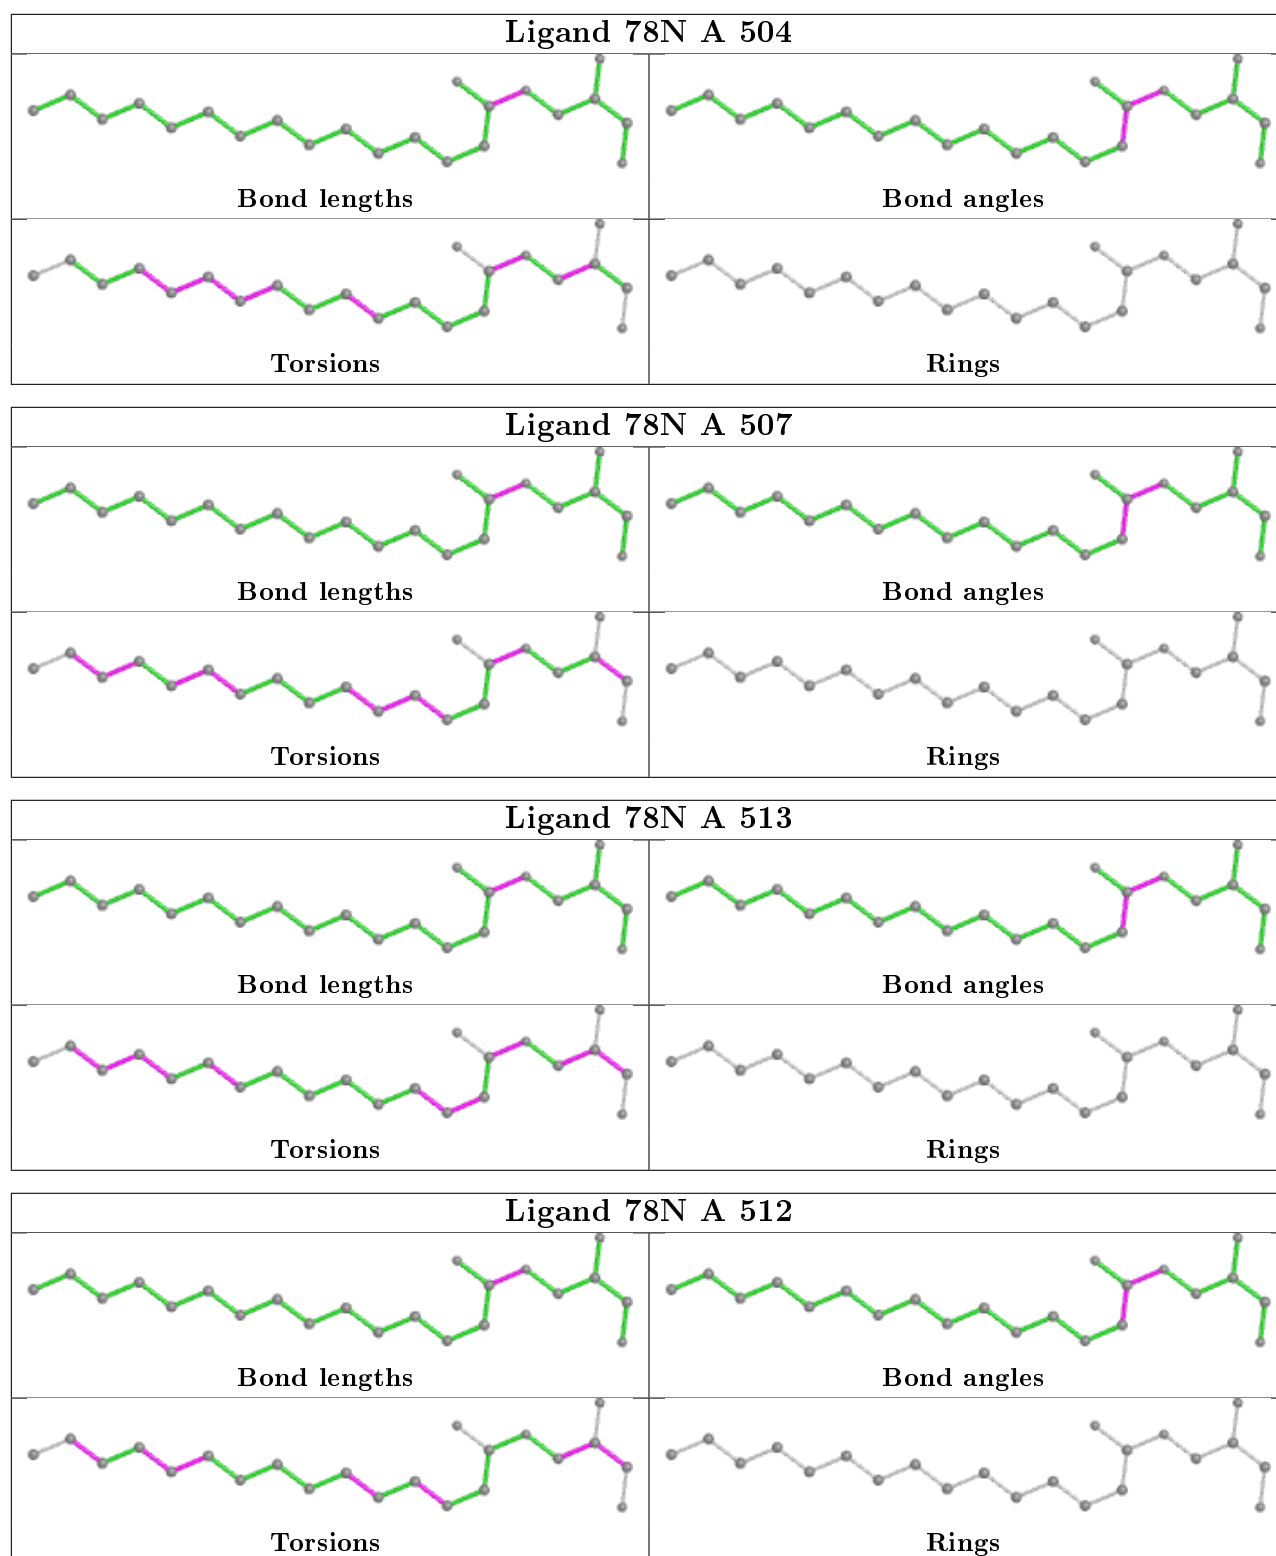 Ligand 78N A 504
Bond lengths
Bond angles
Torsions
Rings
Ligand 78N A 507
Bond lengths
Bond angles
Torsions
Rings
Ligand 78N A 513
Bond lengths
Bond angles
Torsions
Rings
Ligand 78N A 512
Bond lengths
Bond angles
Torsions
Rings